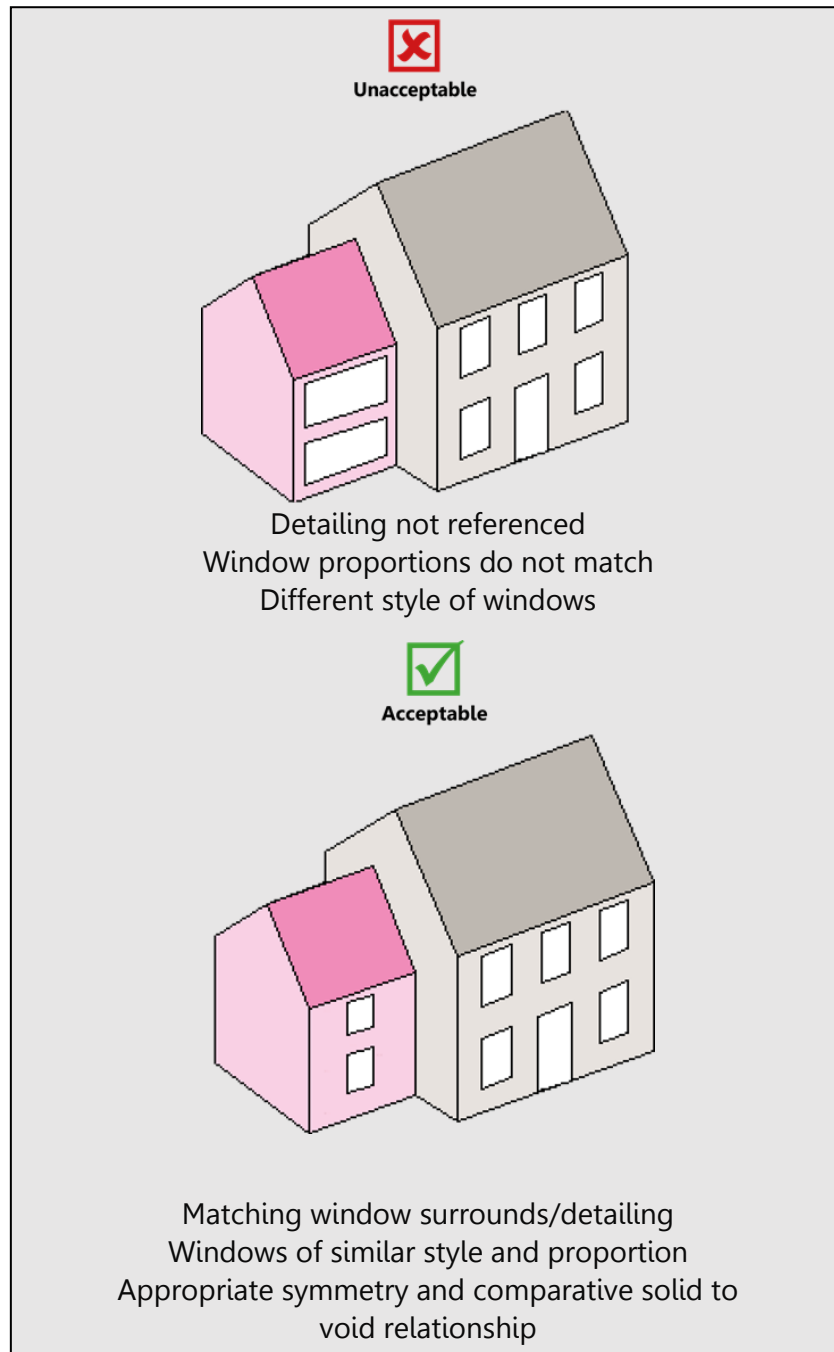 Unacceptable
Detailing not referenced
Window proportions do not match
Different style of windows
Acceptable
Matching window surrounds/detailing
Windows of similar style and proportion
Appropriate symmetry and comparative solid to
void relationship